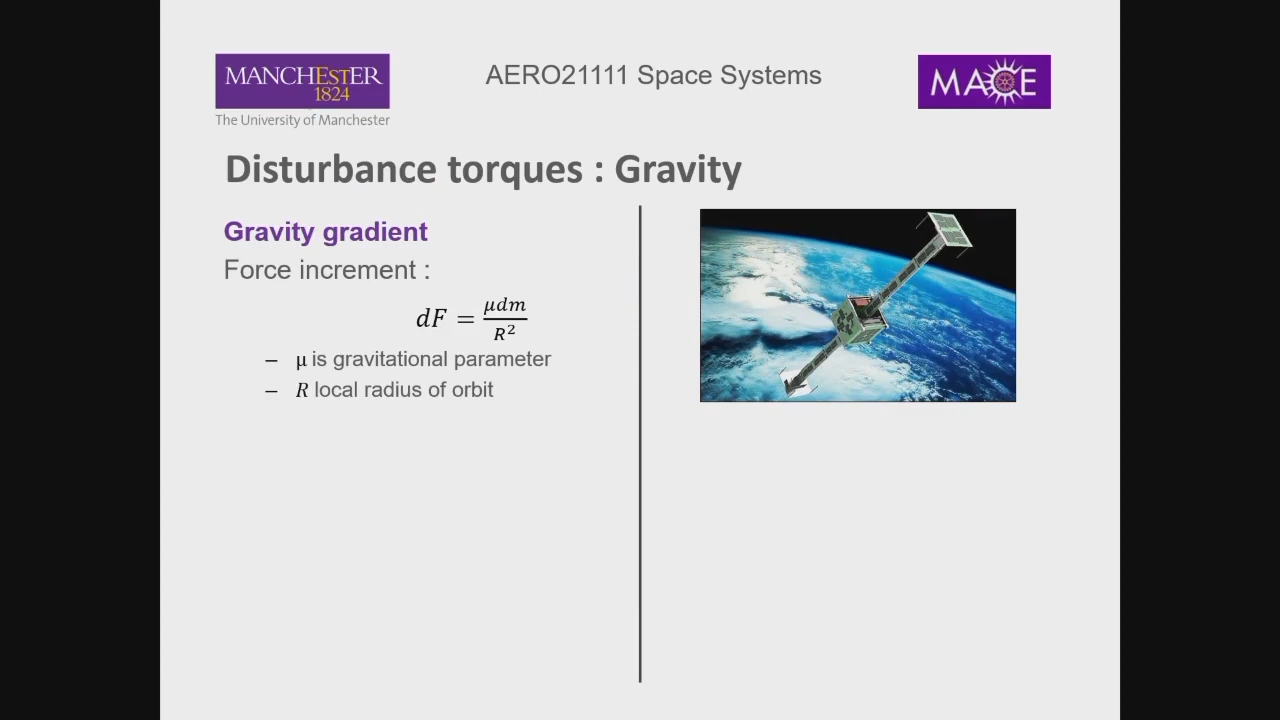 MANCHESTER
1824
The University of Manchester
AERO21111 Space Systems
MACE
Disturbance torques : Gravity
Gravity gradient
Force increment :
dF = μdm / R²
– μ is gravitational parameter
– R local radius of orbit